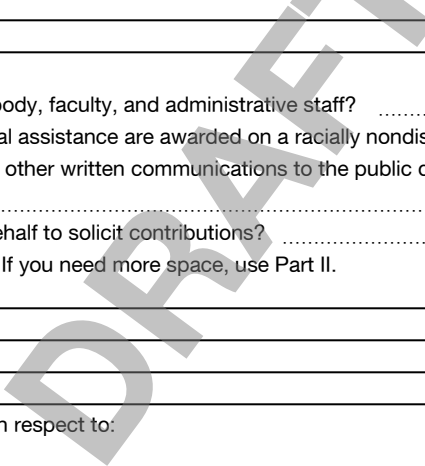 body, faculty, and administrative staff?
al assistance are awarded on a racially nondis
other written communications to the public
ehalf to solicit contributions?
If you need more space, use Part II.
n respect to:
DRAFT